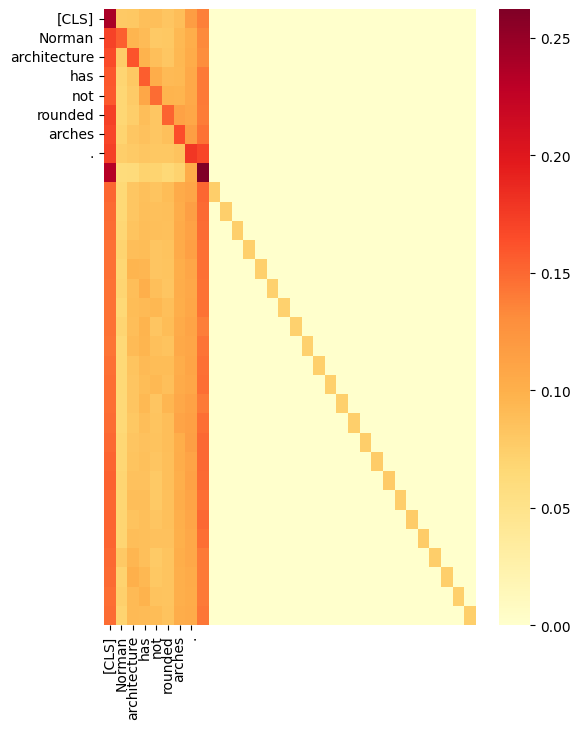 [CLS]
Norman
architecture
has
not
rounded
arches
.
0.25
0.20
0.15
0.10
0.05
0.00
[CLS]
Norman
architecture
has
not
rounded
arches
.